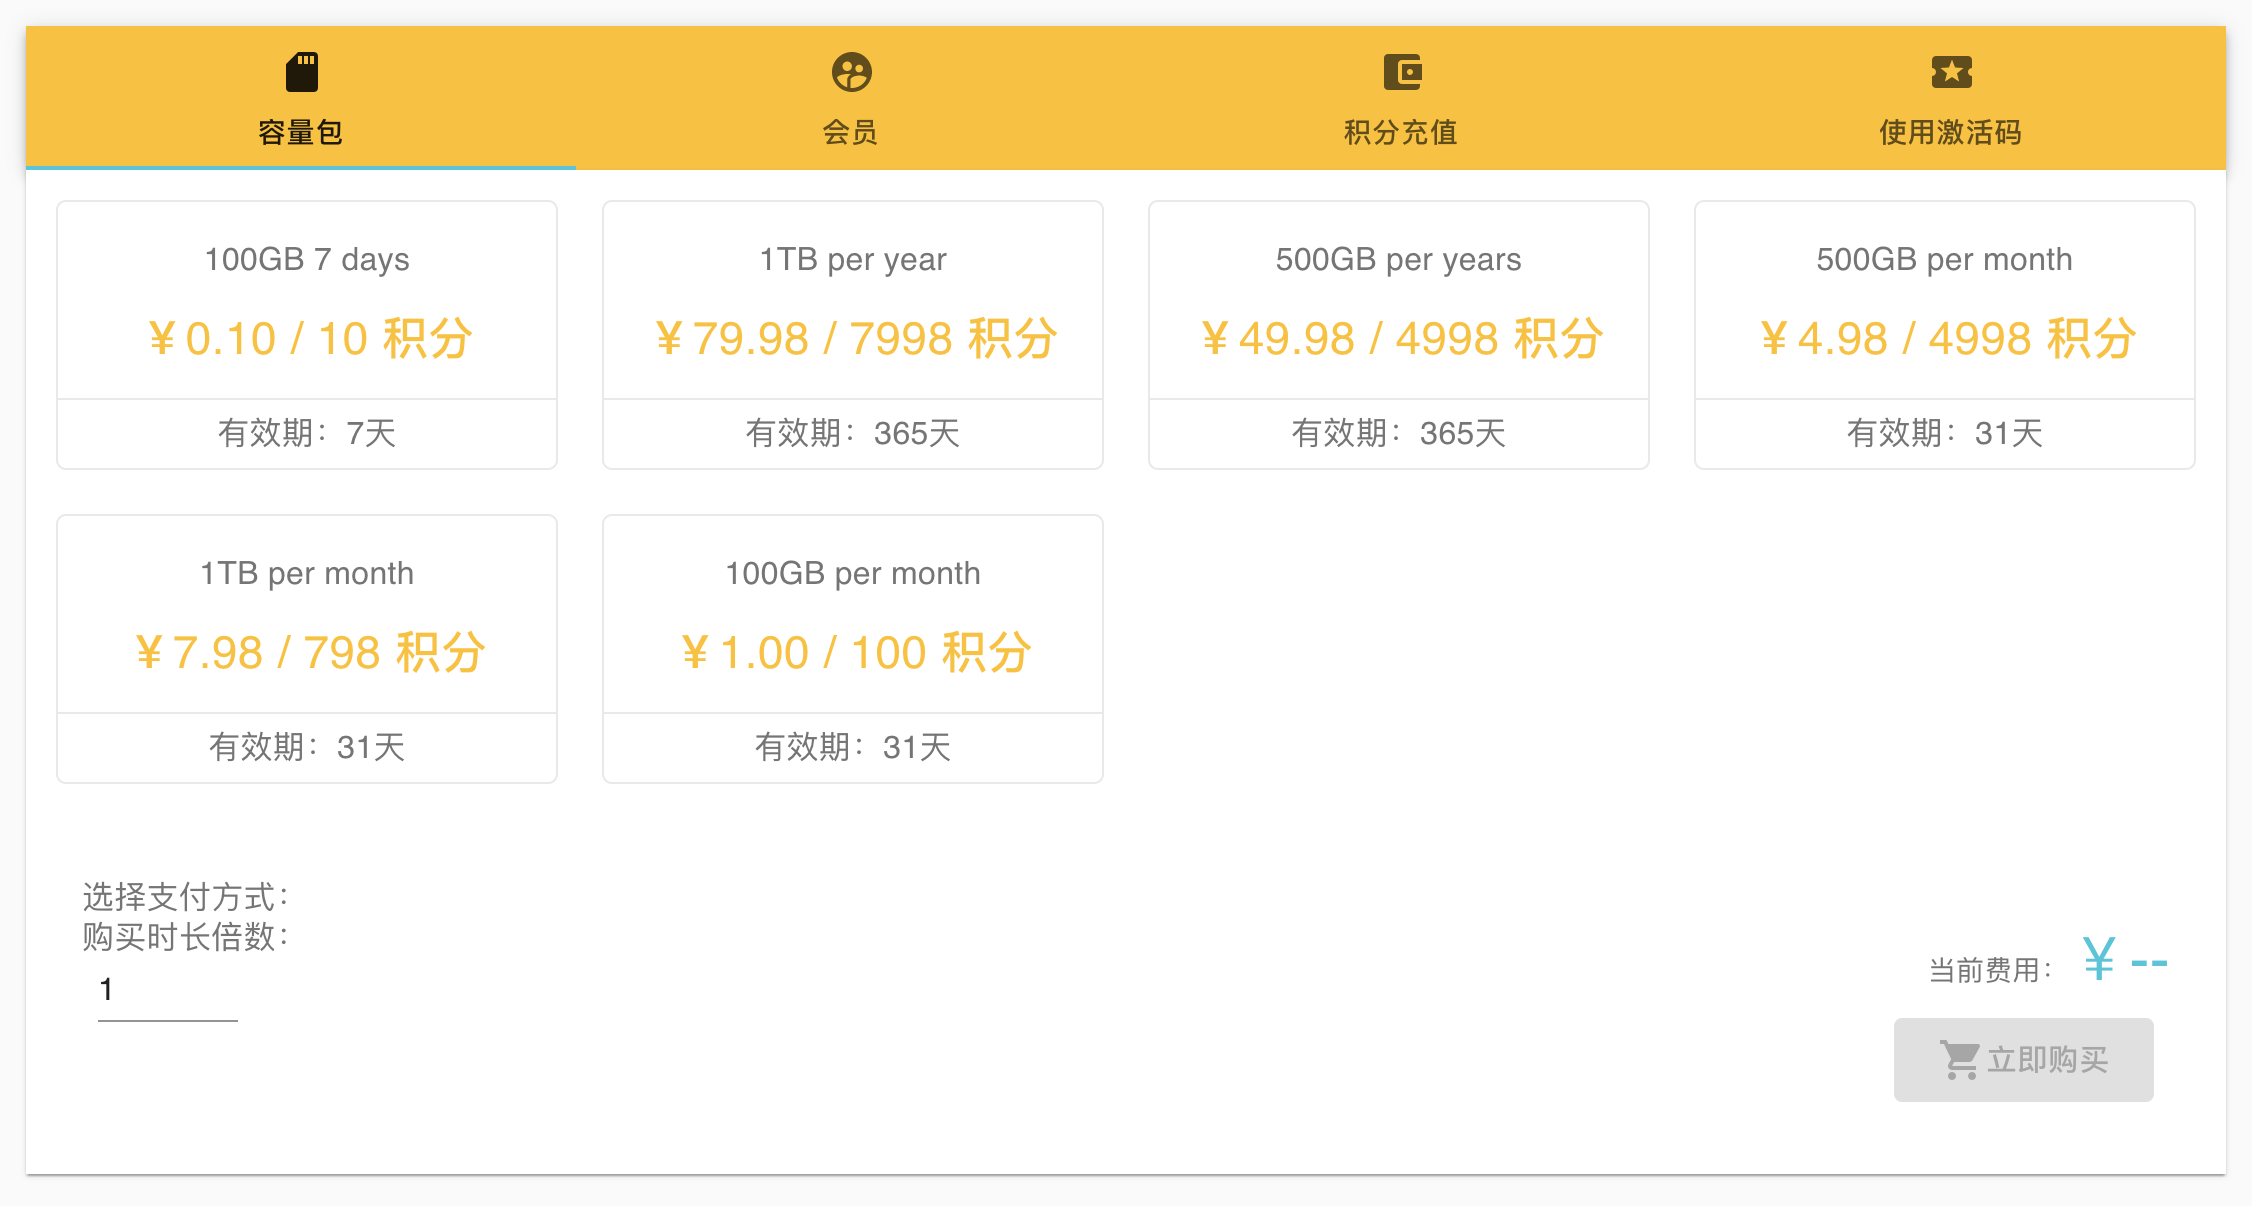 容量包
会员
积分充值
使用激活码
100GB 7 days
¥ 0.10 / 10 积分
有效期：7天
1TB per year
¥ 79.98 / 7998 积分
有效期：365天
500GB per years
¥ 49.98 / 4998 积分
有效期：365天
500GB per month
¥ 4.98 / 4998 积分
有效期：31天
1TB per month
¥ 7.98 / 798 积分
有效期：31天
100GB per month
¥ 1.00 / 100 积分
有效期：31天
选择支付方式：
购买时长倍数：
1
当前费用： ¥ --
立即购买